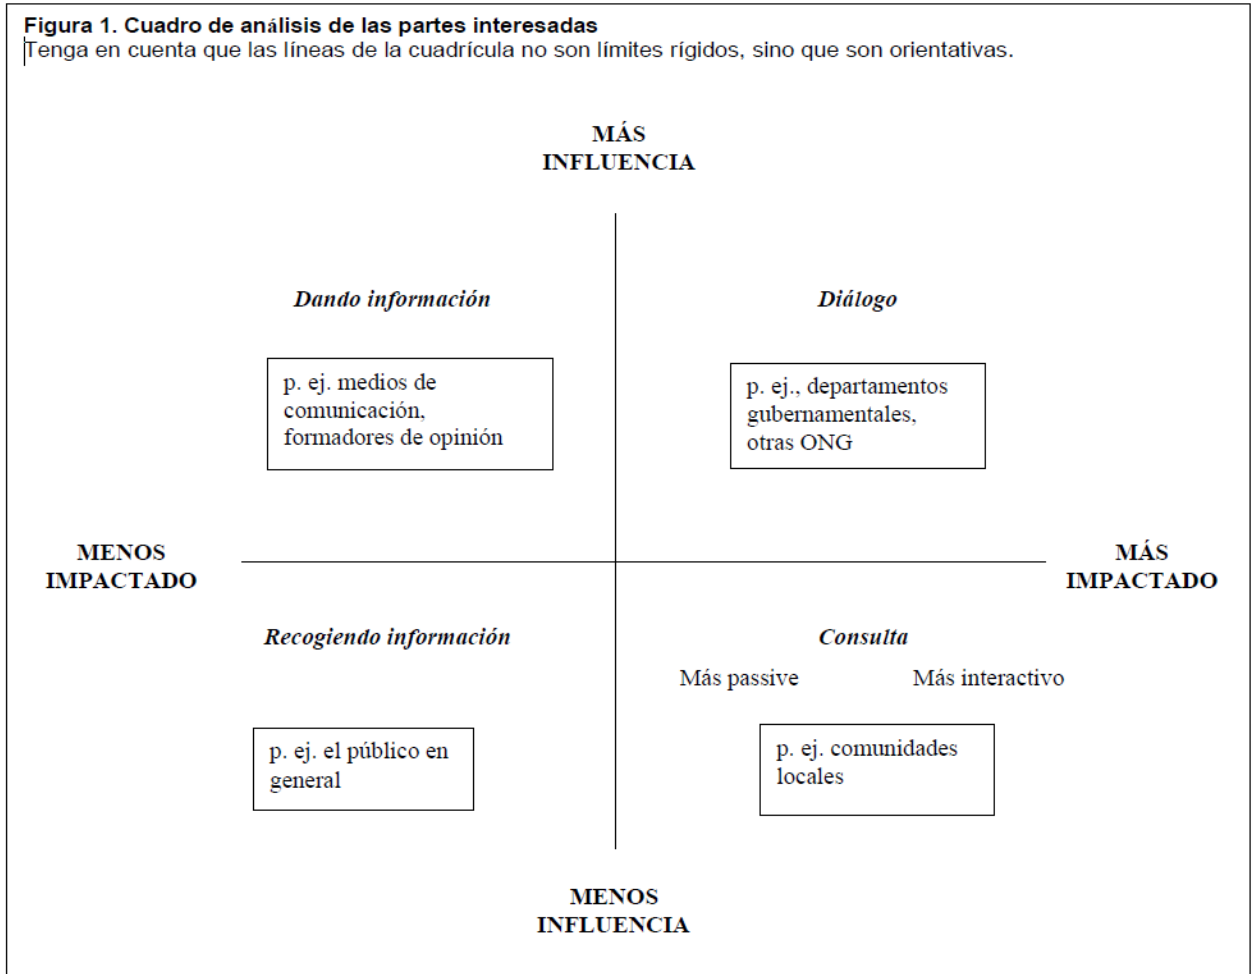 Figura 1. Cuadro de análisis de las partes interesadas
Tenga en cuenta que las líneas de la cuadrícula no son límites rígidos, sino que son orientativas.
MÁS
INFLUENCIA
Dando información
Diálogo
p. ej. medios de
comunicación,
formadores de opinión
p. ej., departamentos
gubernamentales,
otras ONG
MENOS
IMPACTADO
MÁS
IMPACTADO
Recogiendo información
Consulta
Más passive
Más interactivo
p. ej. el público en
general
p. ej. comunidades
locales
MENOS
INFLUENCIA